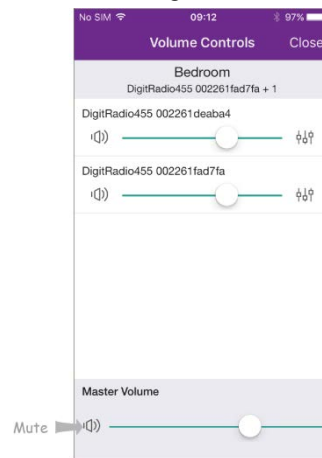 No SIM 09:12 97%
Volume Controls Close
Bedroom
DigitRadio455 002261fad7fa + 1
DigitRadio455 002261deaba4
DigitRadio455 002261fad7fa
Master Volume
Mute